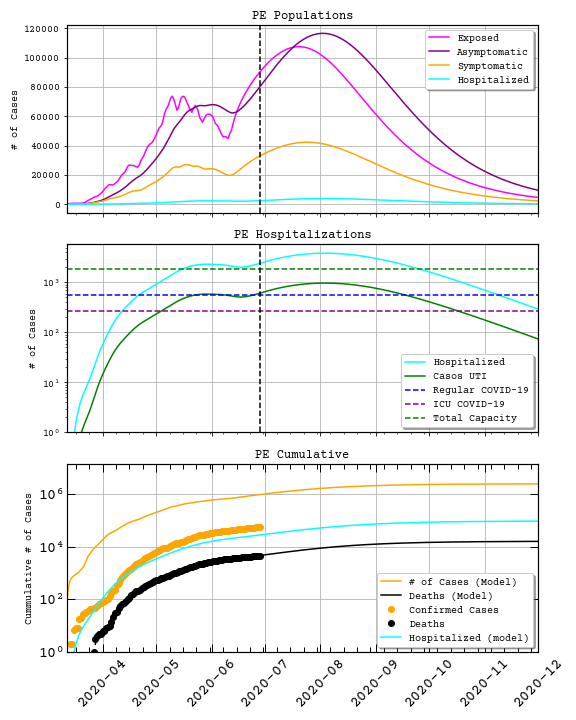 PE Populations
# of Cases
120000
100000
80000
60000
40000
20000
0
Exposed
Asymptomatic
Symptomatic
Hospitalized
PE Hospitalizations
# of Cases
10³
10²
10¹
10⁰
Hospitalized
Casos UTI
Regular COVID-19
ICU COVID-19
Total Capacity
PE Cumulative
Cummulative # of Cases
10⁶
10⁴
10²
10⁰
# of Cases (Model)
Deaths (Model)
Confirmed Cases
Deaths
Hospitalized (model)
2020-04
2020-05
2020-06
2020-07
2020-08
2020-09
2020-10
2020-11
2020-12